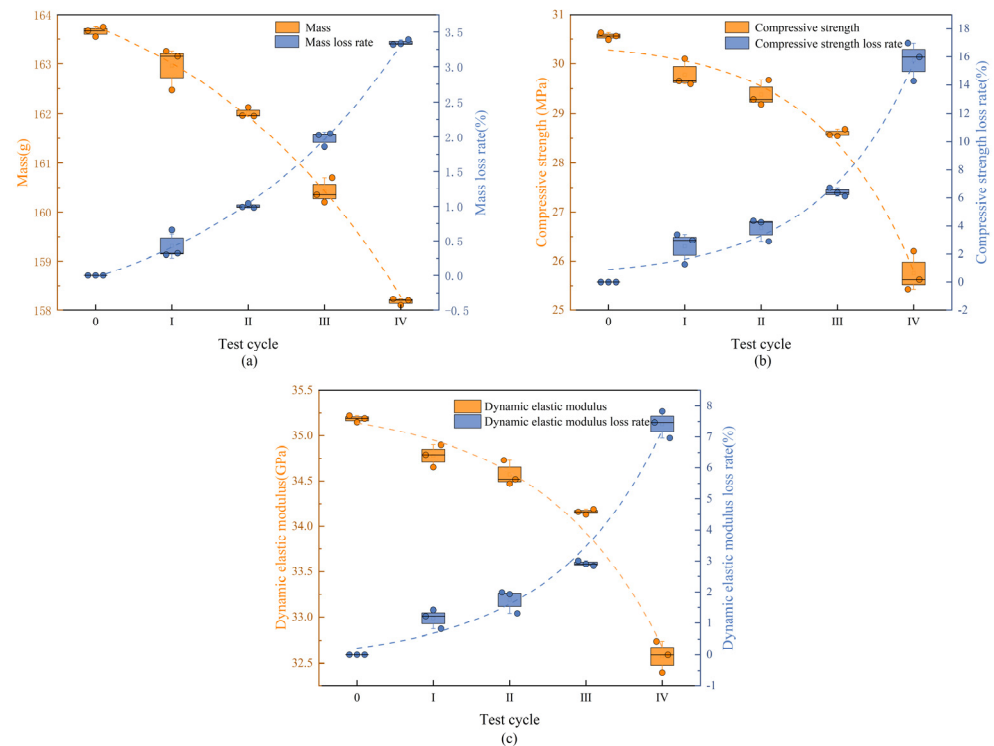 Mass
Mass loss rate
164
163
162
161
160
159
158
Mass(g)
3.5
3.0
2.5
2.0
1.5
1.0
0.5
0.0
-0.5
Mass loss rate(%)
0 I II III IV
Test cycle
(a)
Compressive strength
Compressive strength loss rate
31
30
29
28
27
26
25
Compressive strength (MPa)
18
16
14
12
10
8
6
4
2
0
-2
Compressive strength loss rate(%)
0 I II III IV
Test cycle
(b)
Dynamic elastic modulus
Dynamic elastic modulus loss rate
35.5
35.0
34.5
34.0
33.5
33.0
32.5
Dynamic elastic modulus(GPa)
8
7
6
5
4
3
2
1
0
-1
Dynamic elastic modulus loss rate(%)
0 I II III IV
Test cycle
(c)